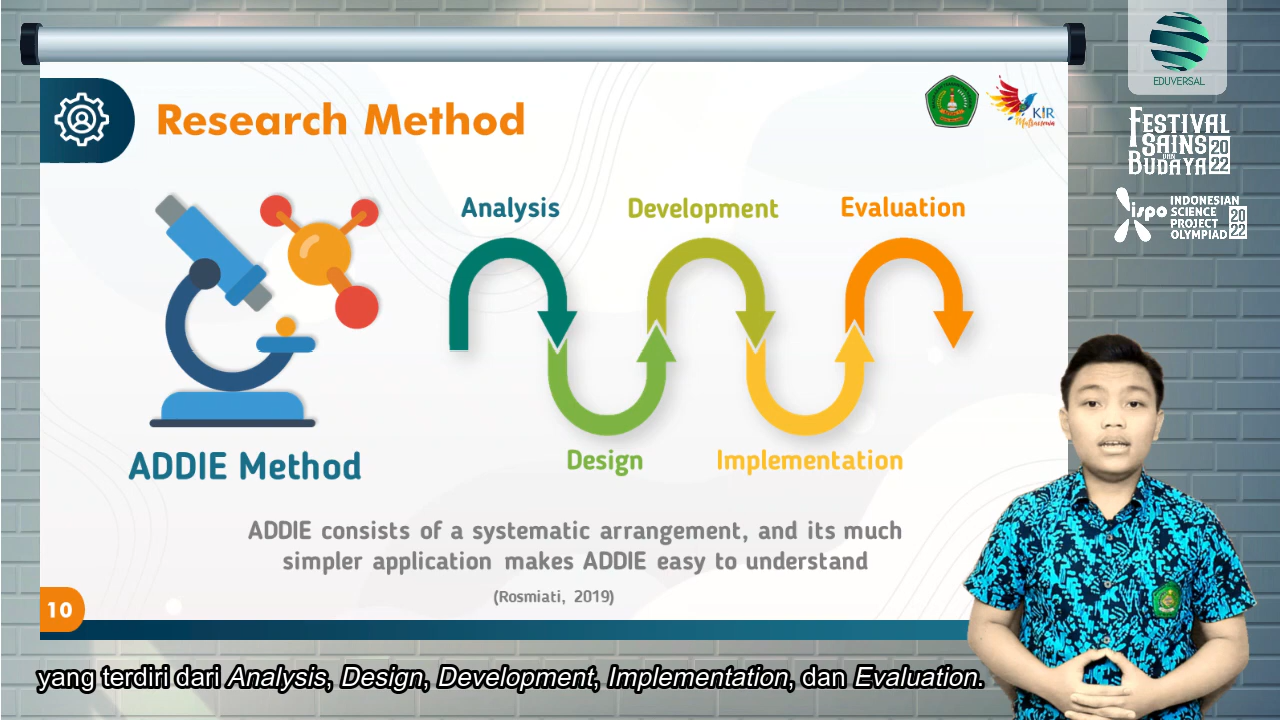 EDUVERSAL
FESTIVAL
SAINS
DAN
BUDAYA
2022
ispo
INDONESIAN
SCIENCE
PROJECT
OLYMPIAD
2022
Research Method
KIR
Matsaisonia
Analysis
Development
Evaluation
Design
Implementation
ADDIE Method
ADDIE consists of a systematic arrangement, and its much
simpler application makes ADDIE easy to understand
(Rosmiati, 2019)
10
yang terdiri dari Analysis, Design, Development, Implementation, dan Evaluation.